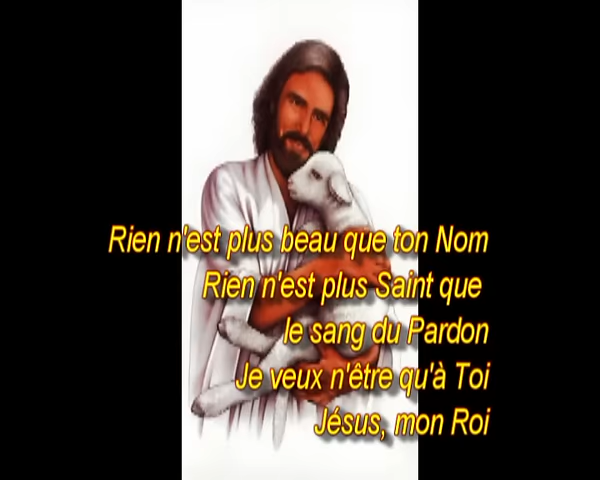 Rien n'est plus beau que ton Nom
Rien n'est plus Saint que
le sang du Pardon
Je veux n'être qu'à Toi
Jésus, mon Roi